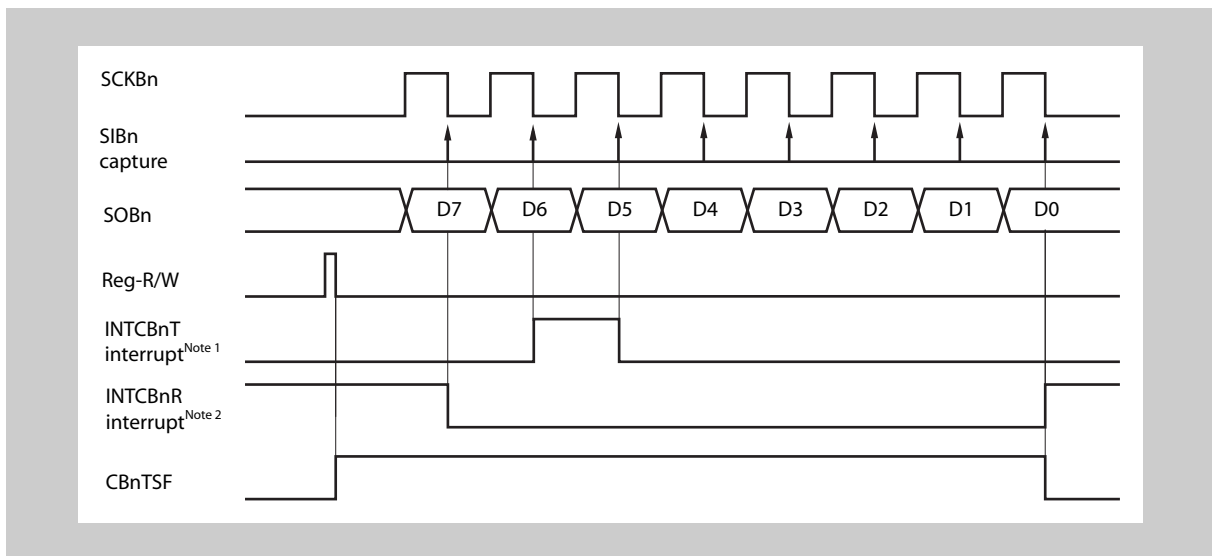 SCKBn
SIBn
capture
SOBn
D7 D6 D5 D4 D3 D2 D1 D0
Reg-R/W
INTCBnT
interruptNote 1
INTCBnR
interruptNote 2
CBnTSF